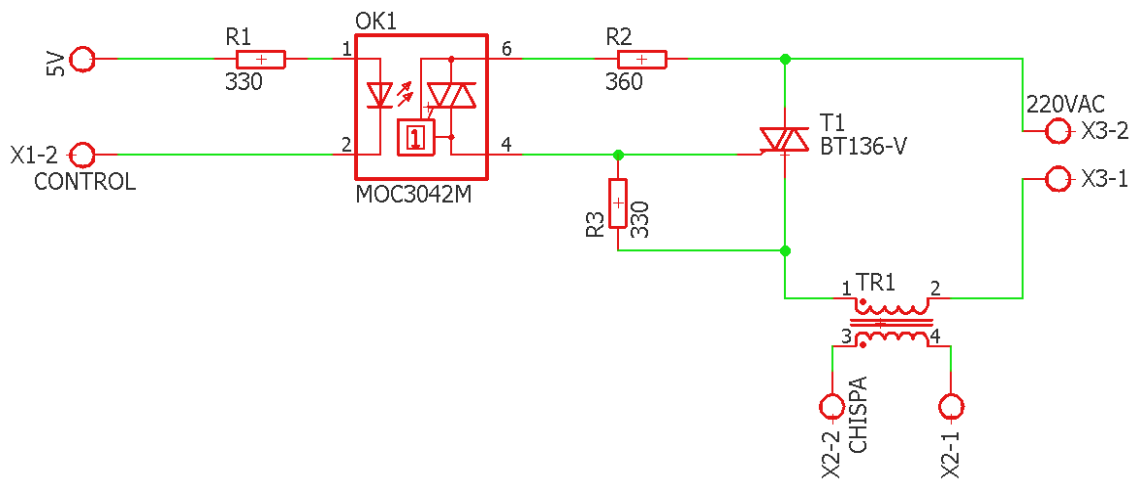 OK1
R1
330
5V
1
6
R2
360
220VAC
X3-2
T1
BT136-V
1
X1-2
CONTROL
2
4
MOC3042M
X3-1
R3
330
TR1
1
2
3
4
CHISPA
X2-2
X2-1